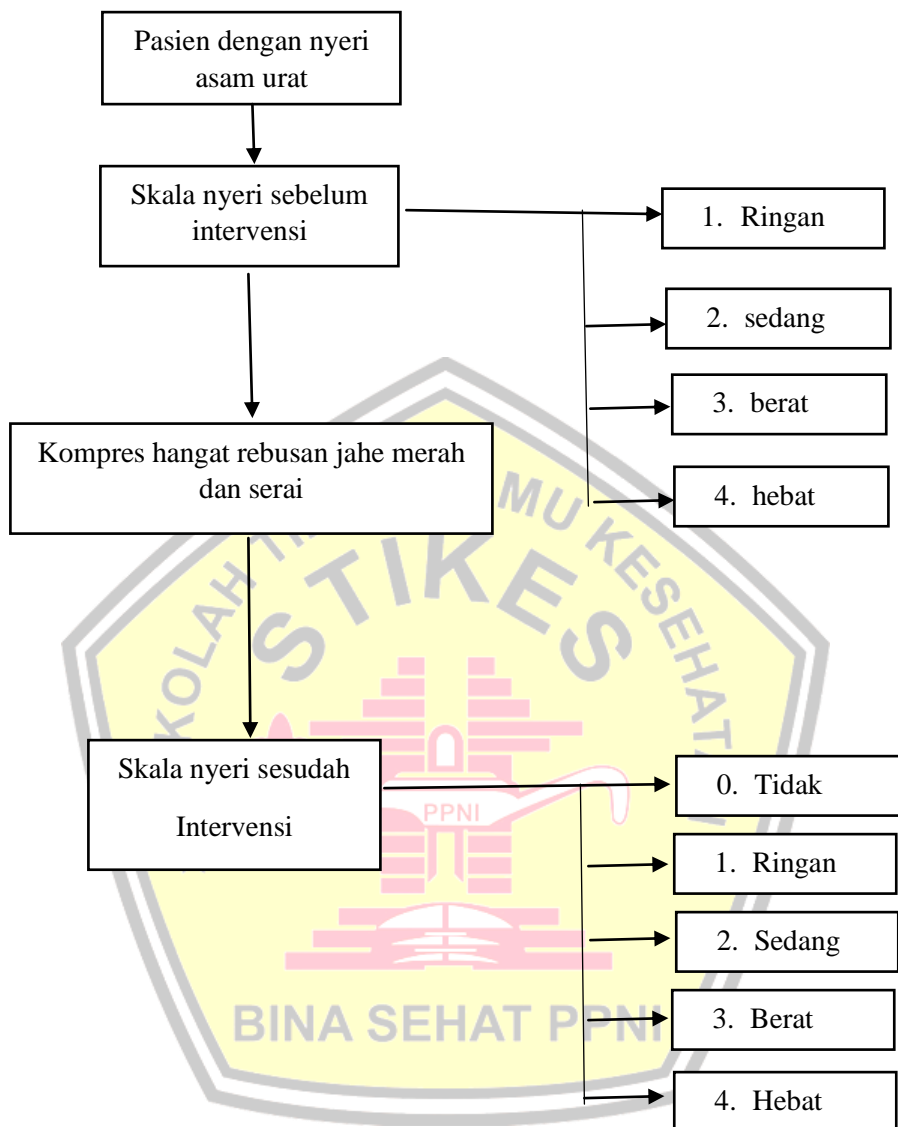 Pasien dengan nyeri
asam urat
Skala nyeri sebelum
intervensi
1. Ringan
2. sedang
3. berat
4. hebat
Kompres hangat rebusan jahe merah
dan serai
Skala nyeri sesudah
Intervensi
0. Tidak
1. Ringan
2. Sedang
3. Berat
4. Hebat
MU KESEHATA
STIKES
PPNI
BINA SEHAT PPNI